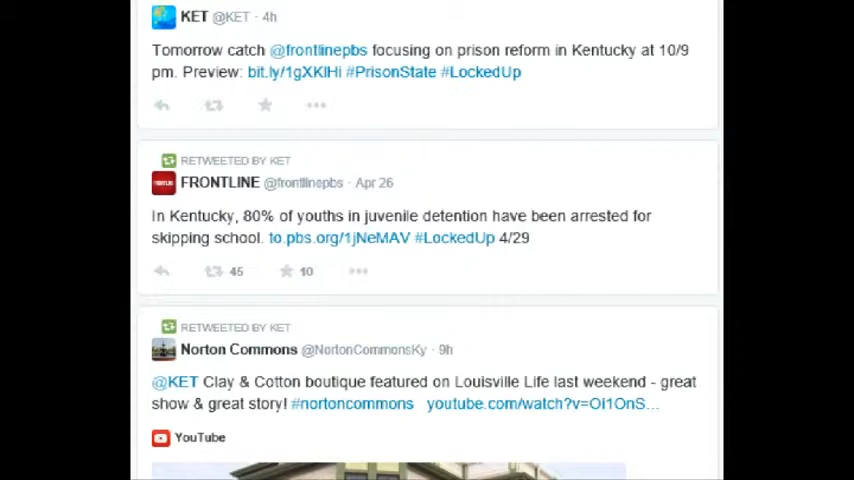 KET @KET · 4h
Tomorrow catch @frontlinepbs focusing on prison reform in Kentucky at 10/9
pm. Preview: bit.ly/1gXKlHi #PrisonState #LockedUp
RETWEETED BY KET
FRONTLINE @frontlinepbs · Apr 26
In Kentucky, 80% of youths in juvenile detention have been arrested for
skipping school. to.pbs.org/1jNeMAV #LockedUp 4/29
45 10
RETWEETED BY KET
Norton Commons @NortonCommonsKy · 9h
@KET Clay & Cotton boutique featured on Louisville Life last weekend - great
show & great story! #nortoncommons youtube.com/watch?v=Oi1OnS...
YouTube